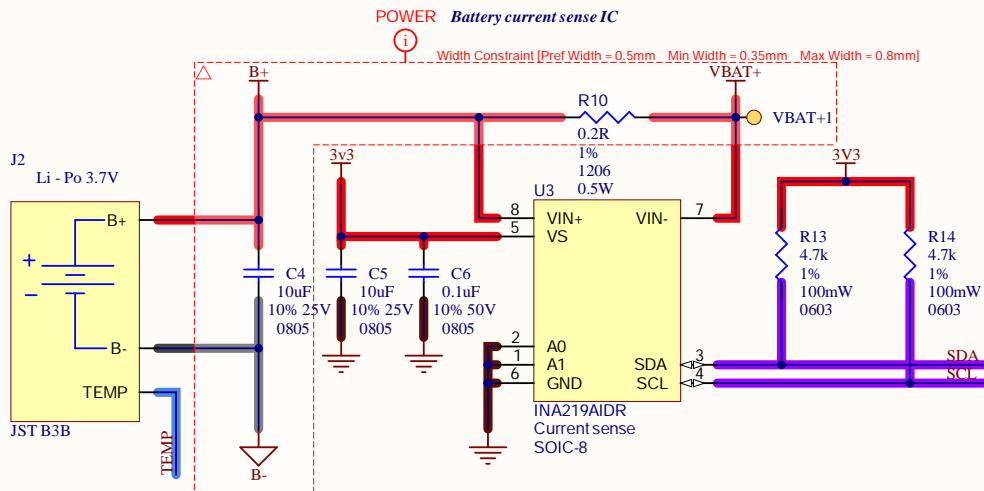 POWER
Battery current sense IC
i
Width Constraint [Pref Width = 0.5mm Min Width = 0.35mm Max Width = 0.8mm]
B+
VBAT+
R10
0.2R
1%
1206
0.5W
VBAT+1
J2
Li - Po 3.7V
3v3
3V3
U3
B+
8
VIN+
VIN-
7
5
VS
R13
4.7k
1%
100mW
0603
R14
4.7k
1%
100mW
0603
+
−
C4
10uF
10% 25V
0805
C5
10uF
10% 25V
0805
C6
0.1uF
10% 50V
0805
B-
2
A0
1
A1
6
GND
SDA
3
SDA
SCL
4
SCL
TEMP
JST B3B
TEMP
B-
INA219AIDR
Current sense
SOIC-8